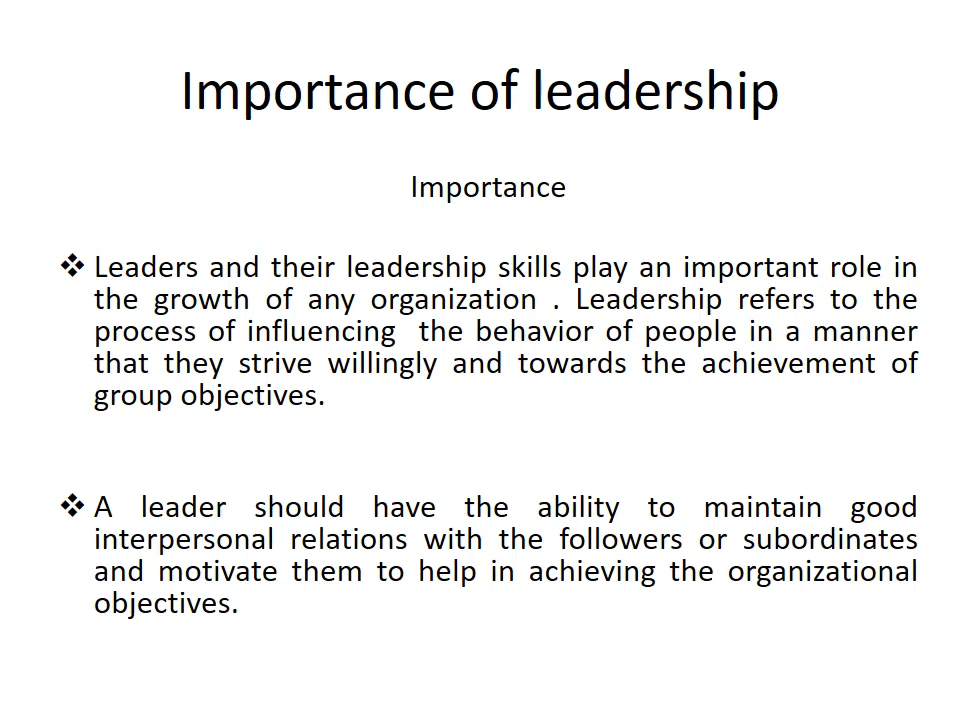 Importance of leadership
Importance
❖ Leaders and their leadership skills play an important role in
the growth of any organization . Leadership refers to the
process of influencing  the behavior of people in a manner
that they strive willingly and towards the achievement of
group objectives.
❖ A leader should have the ability to maintain good
interpersonal relations with the followers or subordinates
and motivate them to help in achieving the organizational
objectives.